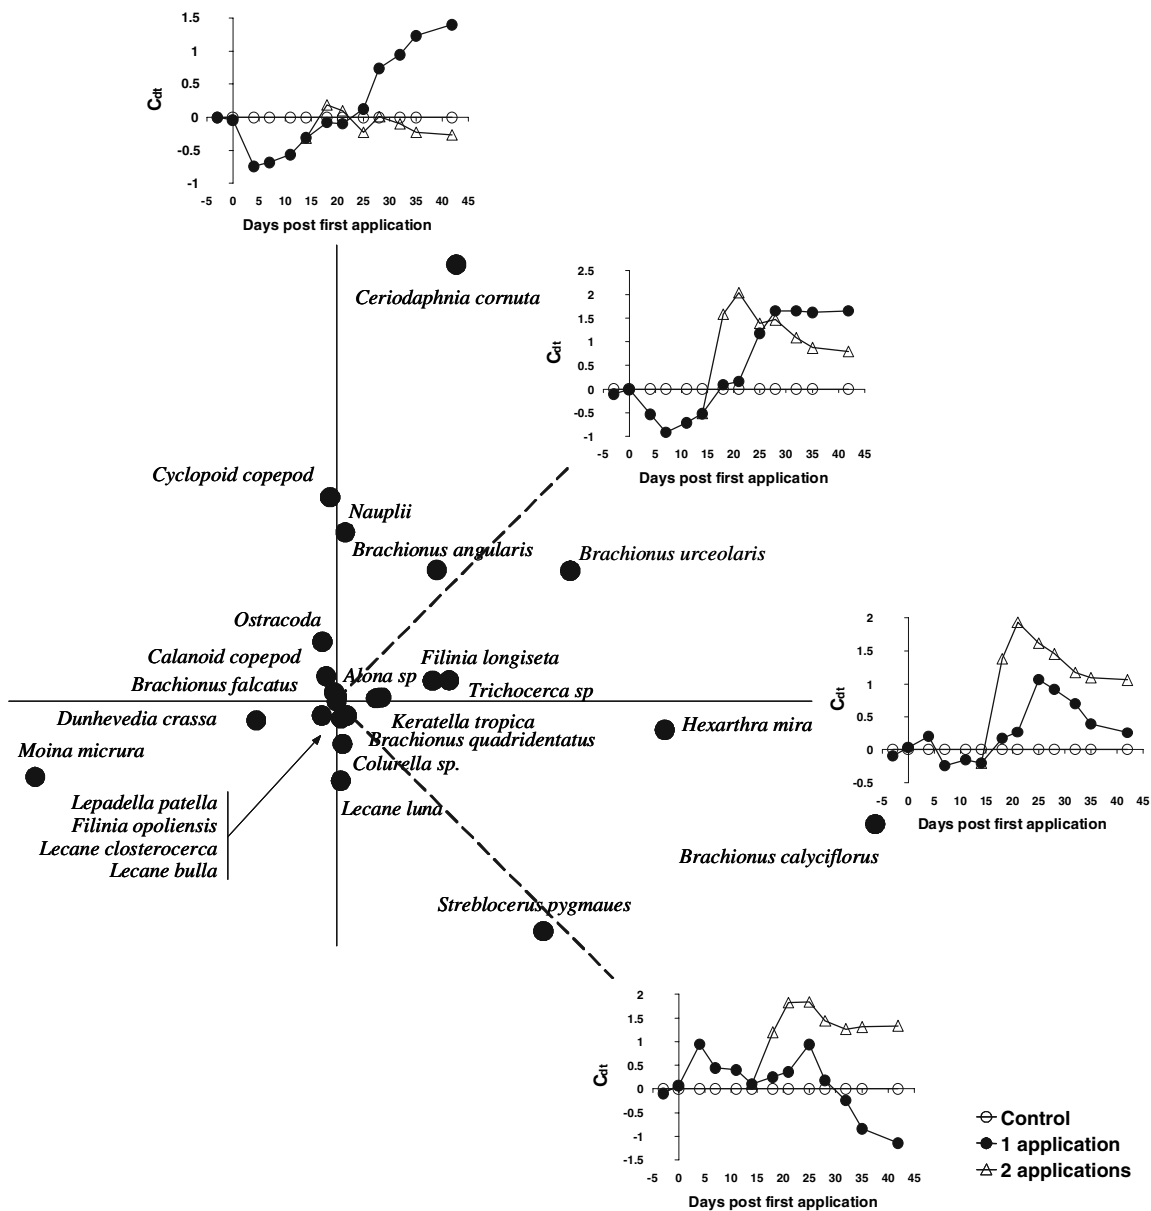 1.5
1
0.5
0
-0.5
-1
Cdt
-5 0 5 10 15 20 25 30 35 40 45
Days post first application
Ceriodaphnia cornuta
2.5
2
1.5
1
0.5
0
-0.5
-1
Cdt
-5 0 5 10 15 20 25 30 35 40 45
Days post first application
Cyclopoid copepod
Nauplii
Brachionus angularis
Brachionus urceolaris
Ostracoda
Calanoid copepod
Alona sp
Filinia longiseta
Brachionus falcatus
Trichocerca sp
Dunhevedia crassa
Keratella tropica
Hexarthra mira
Brachionus quadridentatus
Moina micrura
Colurella sp.
Lecane luna
Lepadella patella
Filinia opoliensis
Lecane closterocerca
Lecane bulla
2
1.5
1
0.5
0
-0.5
Cdt
-5 0 5 10 15 20 25 30 35 40 45
Days post first application
Brachionus calyciflorus
Streblocerus pygmaues
2
1.5
1
0.5
0
-0.5
-1
-1.5
Cdt
-5 0 5 10 15 20 25 30 35 40 45
Days post first application
Control
1 application
2 applications